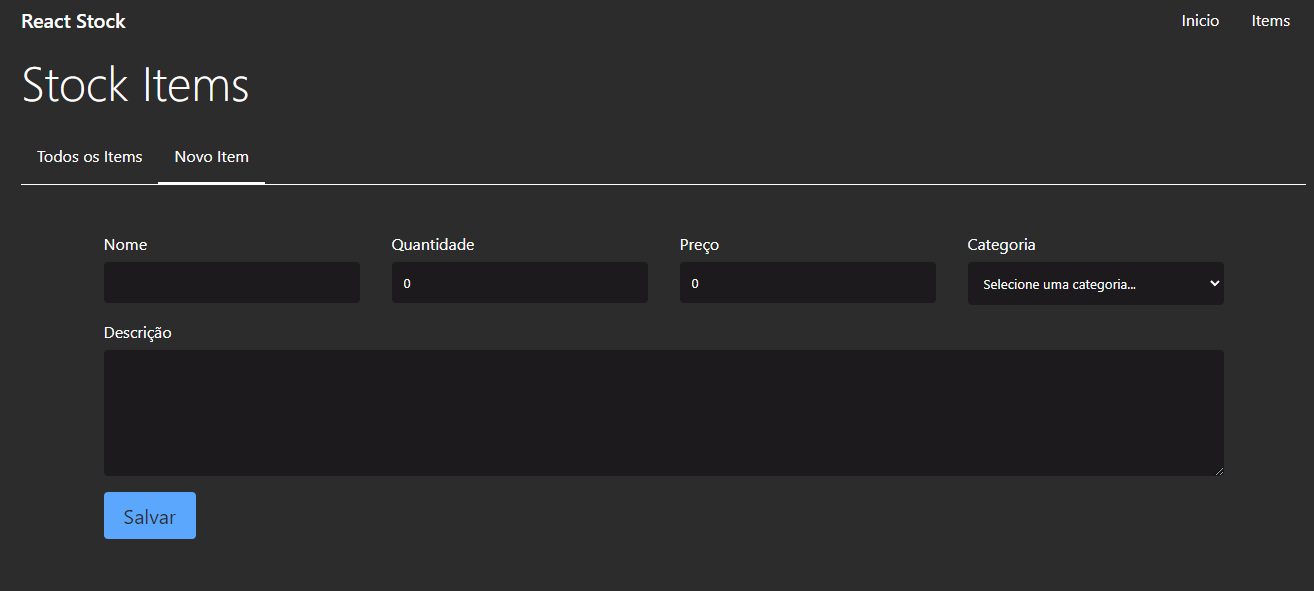 React Stock Inicio Items
Stock Items
Todos os Items Novo Item
Nome Quantidade Preço Categoria
0 0 Selecione uma categoria...
Descrição
Salvar